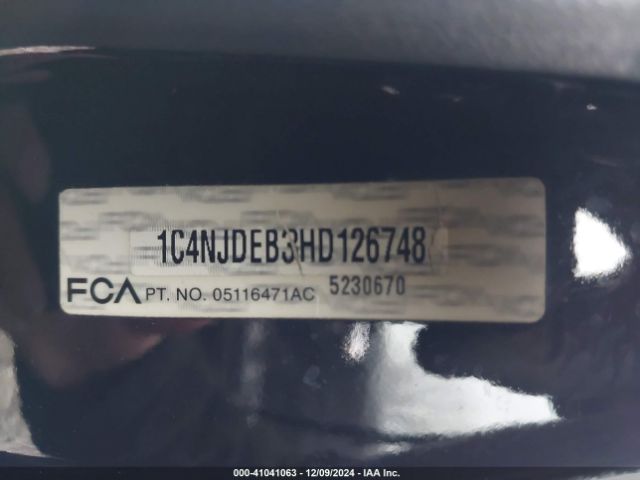 1C4NJDEB3HD126748
FCA PT. NO. 05116471AC 5230670
000-41041063 - 12/09/2024 - IAA Inc.